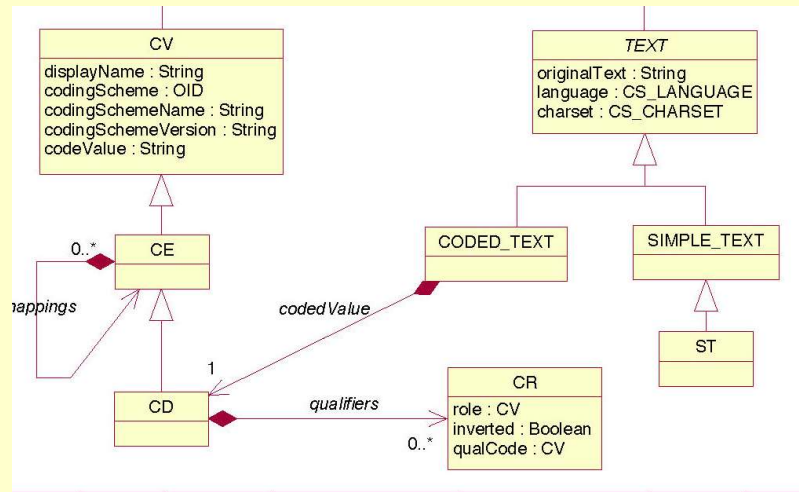 CV
displayName : String
codingScheme : OID
codingSchemeName : String
codingSchemeVersion : String
codeValue : String
TEXT
originalText : String
language : CS_LANGUAGE
charset : CS_CHARSET
0..*
CE
CODED_TEXT
SIMPLE_TEXT
codedValue
ST
1
CD
qualifiers
0..*
CR
role : CV
inverted : Boolean
qualCode : CV